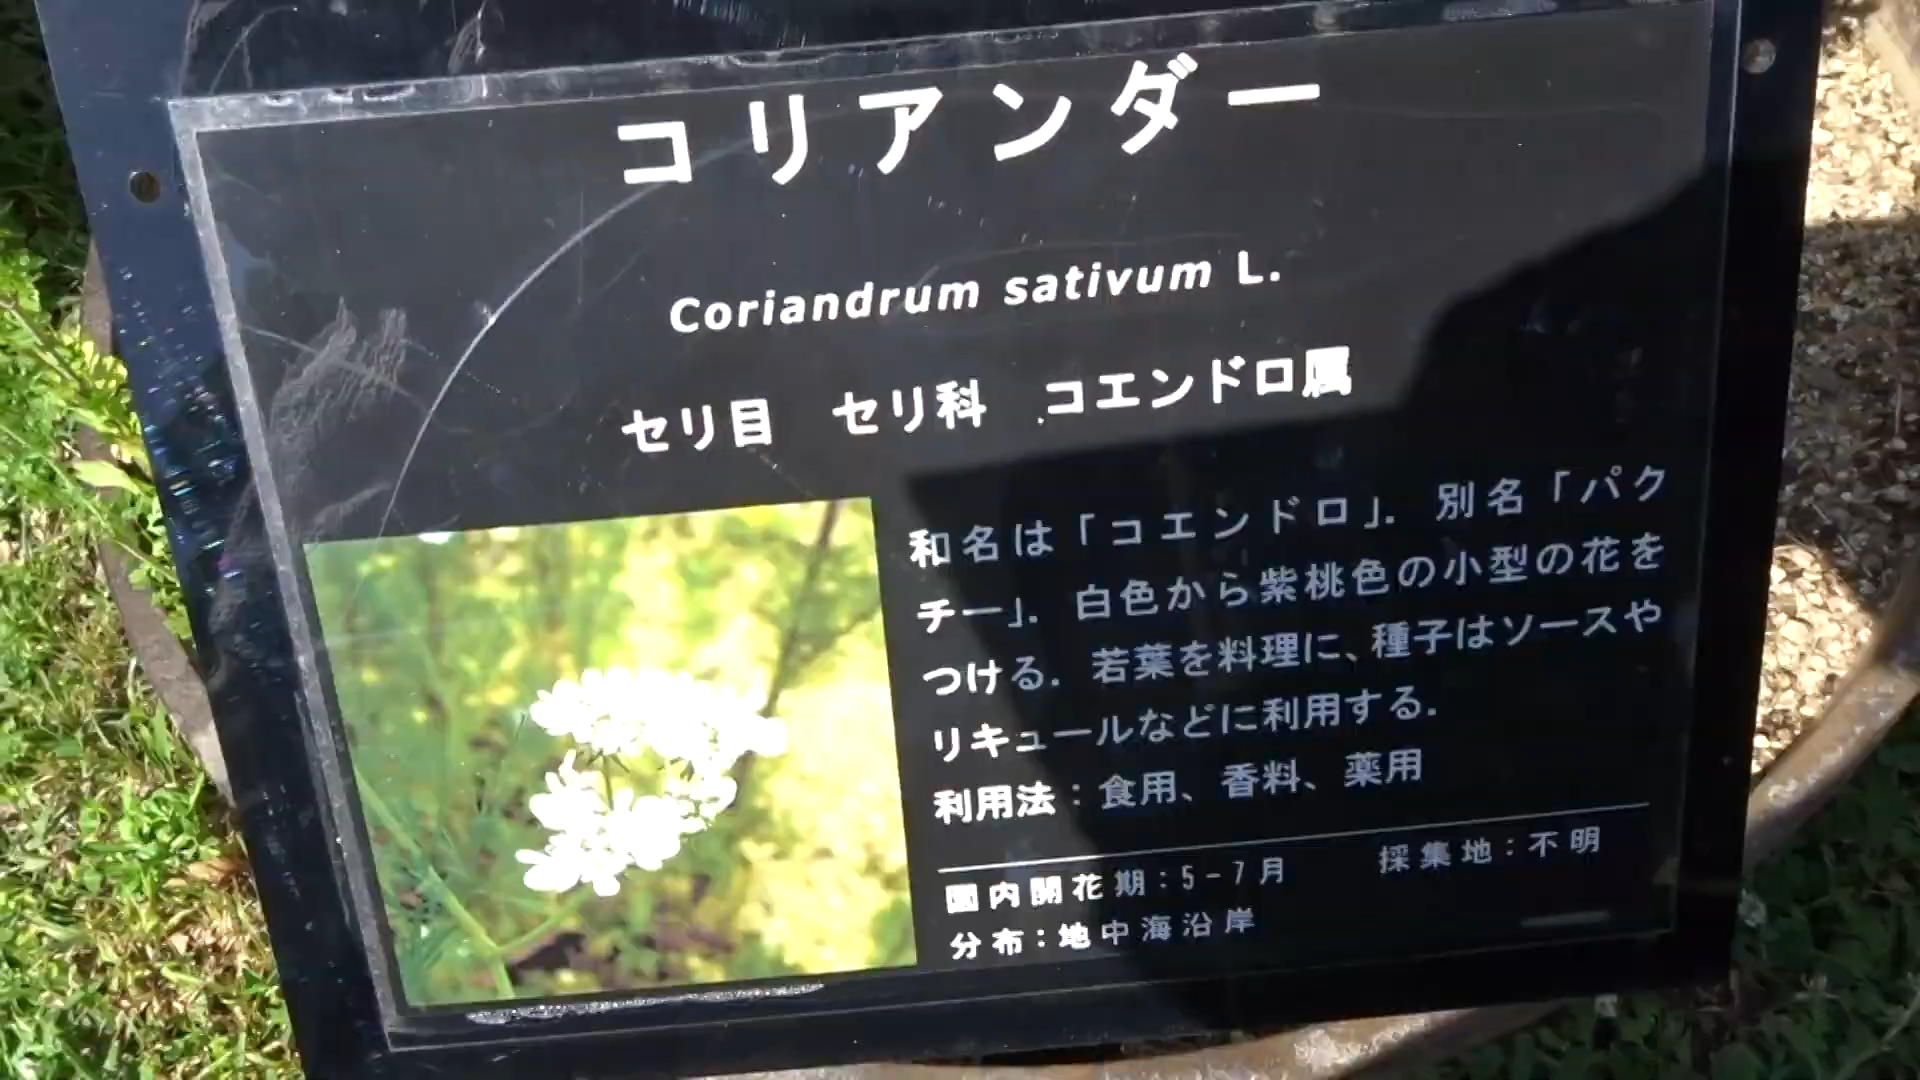 コリアンダー
Coriandrum sativum L.
セリ目　セリ科　コエンドロ属
和名は「コエンドロ」．別名「パク
チー」．白色から紫桃色の小型の花を
つける．若葉を料理に、種子はソースや
リキュールなどに利用する．
利用法：食用、香料、薬用
園内開花期：5－7月　採集地：不明
分布：地中海沿岸